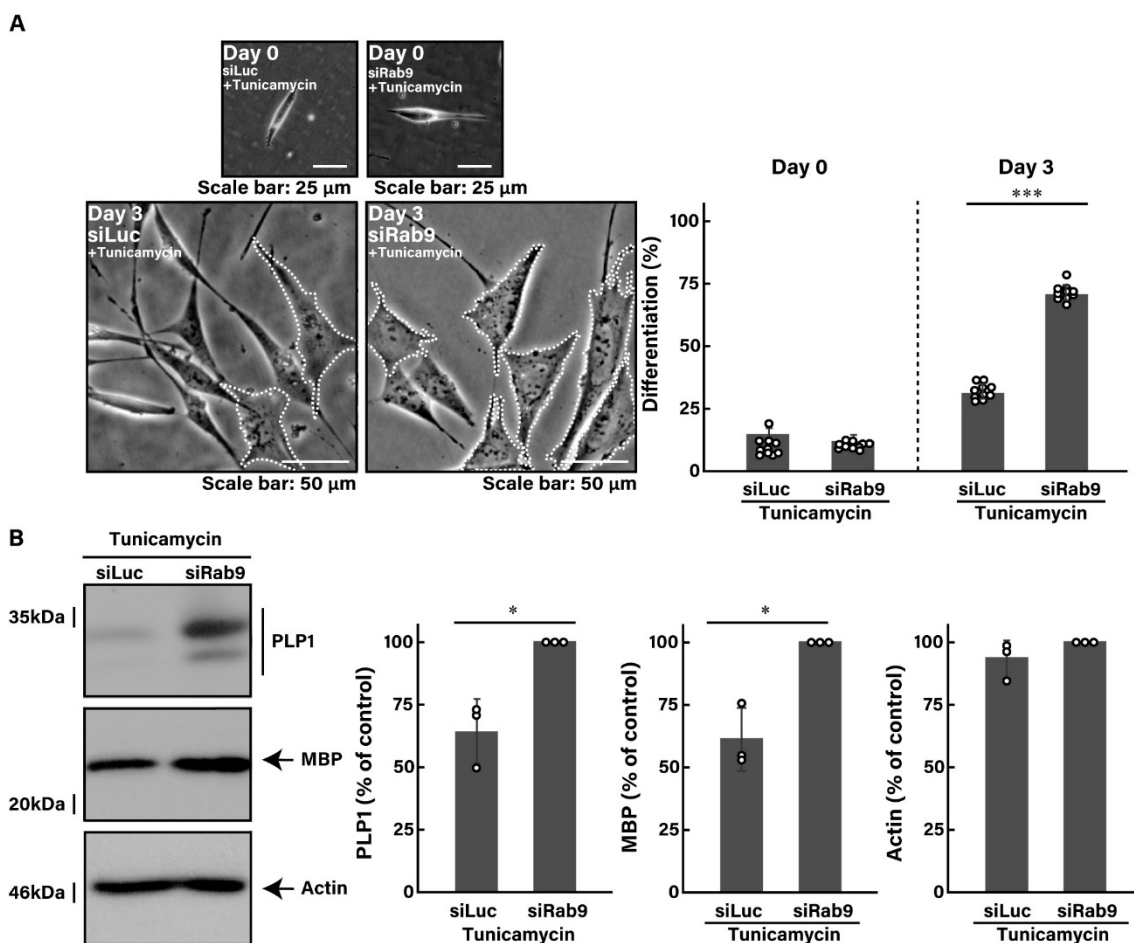 A
Day 0
siLuc
+Tunicamycin
Day 0
siRab9
+Tunicamycin
Scale bar: 25 μm
Scale bar: 25 μm
Day 3
siLuc
+Tunicamycin
Day 3
siRab9
+Tunicamycin
Scale bar: 50 μm
Scale bar: 50 μm
Day 0
Day 3
***
Differentiation (%)
100
75
50
25
0
siLuc
siRab9
Tunicamycin
siLuc
siRab9
Tunicamycin
B
Tunicamycin
siLuc
siRab9
35kDa
PLP1
MBP
20kDa
46kDa
Actin
*
PLP1 (% of control)
100
75
50
25
0
siLuc
siRab9
Tunicamycin
*
MBP (% of control)
100
75
50
25
0
siLuc
siRab9
Tunicamycin
Actin (% of control)
100
75
50
25
0
siLuc
siRab9
Tunicamycin